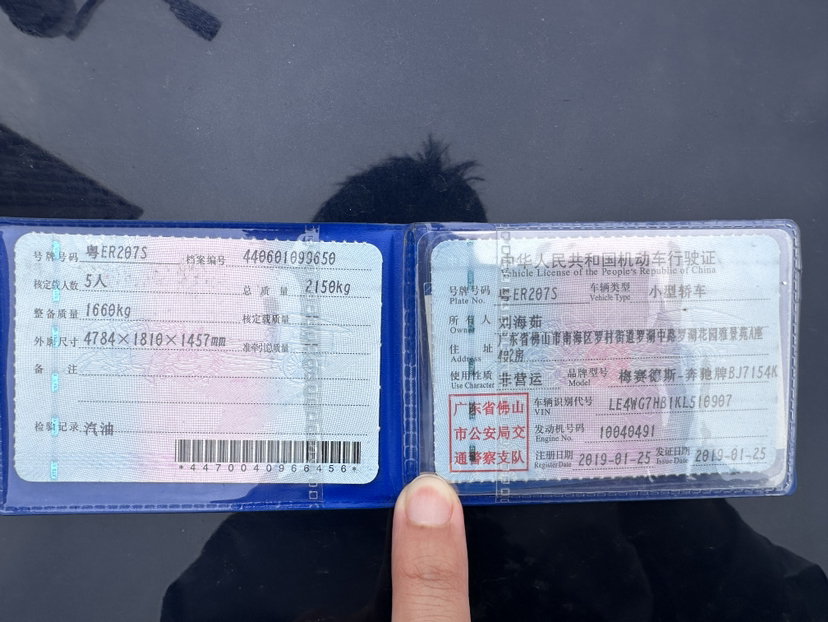 号牌号码 粤ER207S 档案编号 440601099650
核定载人数 5人 总质量 2150kg
整备质量 1660kg 核定载质量
外廓尺寸 4784×1810×1457mm 准牵引总质量
备注
检验记录 汽油
*4470040966456*
中华人民共和国机动车行驶证
Vehicle License of the People's Republic of China
号牌号码 粤ER207S 车辆类型 小型轿车
Plate No. Vehicle Type
所有人 刘海茹
Owner
住址 广东省佛山市南海区罗村街道罗湖中路罗湖花园雅景苑A座
Address 402房
使用性质 非营运 品牌型号 梅赛德斯-奔驰牌BJ7154K
Use Character Model
广东省佛山
市公安局交
通警察支队
车辆识别代号 LE4WG7HB1KL510907
VIN
发动机号码 10040491
Engine No.
注册日期 2019-01-25 发证日期 2019-01-25
Register Date Issue Date